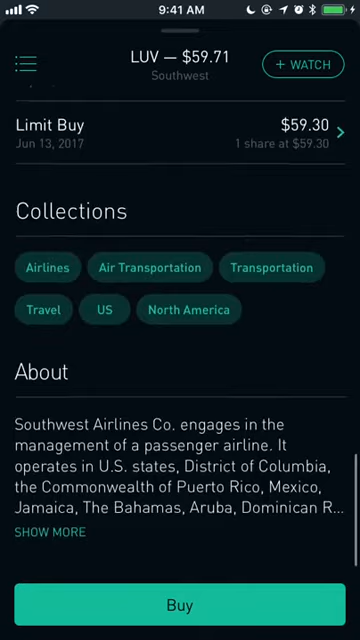 9:41 AM
LUV — $59.71
Southwest
+ WATCH
Limit Buy
$59.30
Jun 13, 2017
1 share at $59.30
Collections
Airlines
Air Transportation
Transportation
Travel
US
North America
About
Southwest Airlines Co. engages in the
management of a passenger airline. It
operates in U.S. states, District of Columbia,
the Commonwealth of Puerto Rico, Mexico,
Jamaica, The Bahamas, Aruba, Dominican R...
SHOW MORE
Buy